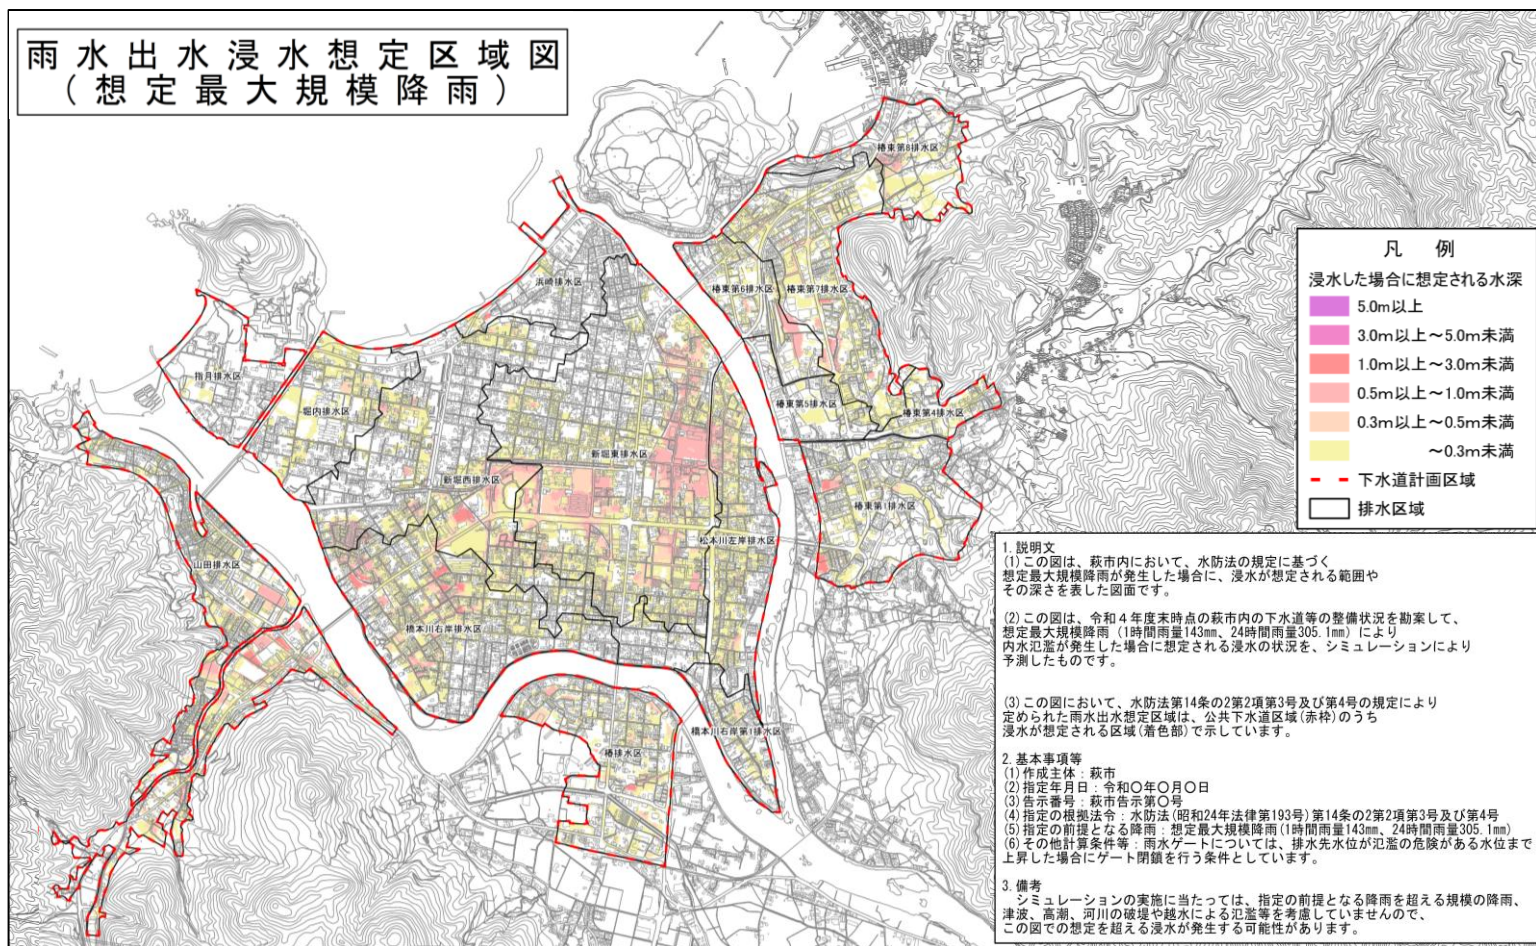 雨水出水浸水想定区域図
(想定最大規模降雨)
椿東第8排水区
浜崎排水区
椿東第6排水区
椿東第7排水区
指月排水区
堀内排水区
椿東第5排水区
椿東第4排水区
新堀東排水区
新堀西排水区
椿東第1排水区
松本川左岸排水区
山田排水区
橋本川右岸排水区
橋本川右岸第1排水区
椿排水区
凡 例
浸水した場合に想定される水深
5.0m以上
3.0m以上～5.0m未満
1.0m以上～3.0m未満
0.5m以上～1.0m未満
0.3m以上～0.5m未満
～0.3m未満
下水道計画区域
排水区域
1. 説明文
(1)この図は、萩市内において、水防法の規定に基づく
想定最大規模降雨が発生した場合に、浸水が想定される範囲や
その深さを表した図面です。
(2)この図は、令和４年度末時点の萩市内の下水道等の整備状況を勘案して、
想定最大規模降雨（1時間雨量143mm、24時間雨量305.1mm）により
内水氾濫が発生した場合に想定される浸水の状況を、シミュレーションにより
予測したものです。
(3)この図において、水防法第14条の2第2項第3号及び第4号の規定により
定められた雨水出水想定区域は、公共下水道区域(赤枠)のうち
浸水が想定される区域(着色部)で示しています。
2. 基本事項等
(1)作成主体：萩市
(2)指定年月日：令和〇年〇月〇日
(3)告示番号：萩市告示第〇号
(4)指定の根拠法令：水防法(昭和24年法律第193号)第14条の2第2項第3号及び第4号
(5)指定の前提となる降雨：想定最大規模降雨(1時間雨量143mm、24時間雨量305.1mm)
(6)その他計算条件等：雨水ゲートについては、排水先水位が氾濫の危険がある水位まで
上昇した場合にゲート閉鎖を行う条件としています。
3. 備考
シミュレーションの実施に当たっては、指定の前提となる降雨を超える規模の降雨、
津波、高潮、河川の破堤や越水による氾濫等を考慮していませんので、
この図での想定を超える浸水が発生する可能性があります。